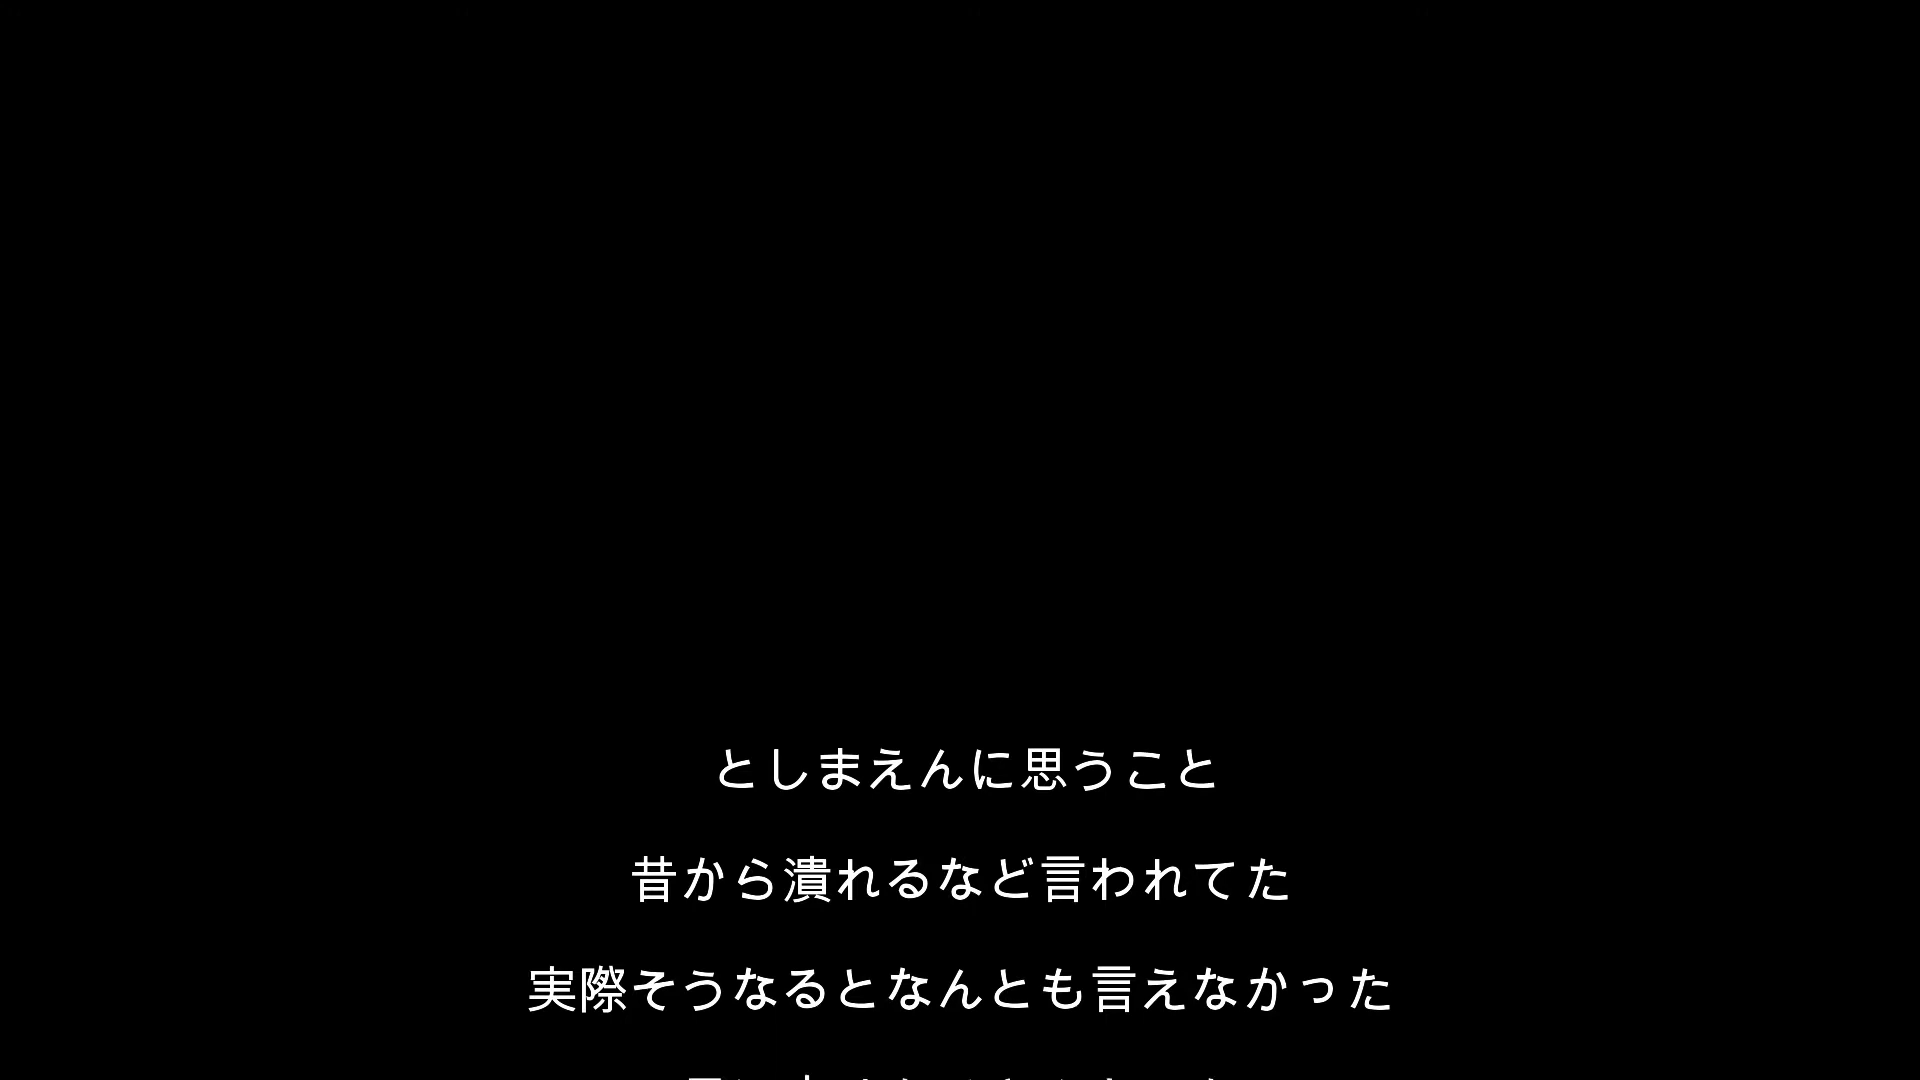 としまえんに思うこと
昔から潰れるなど言われてた
実際そうなるとなんとも言えなかった